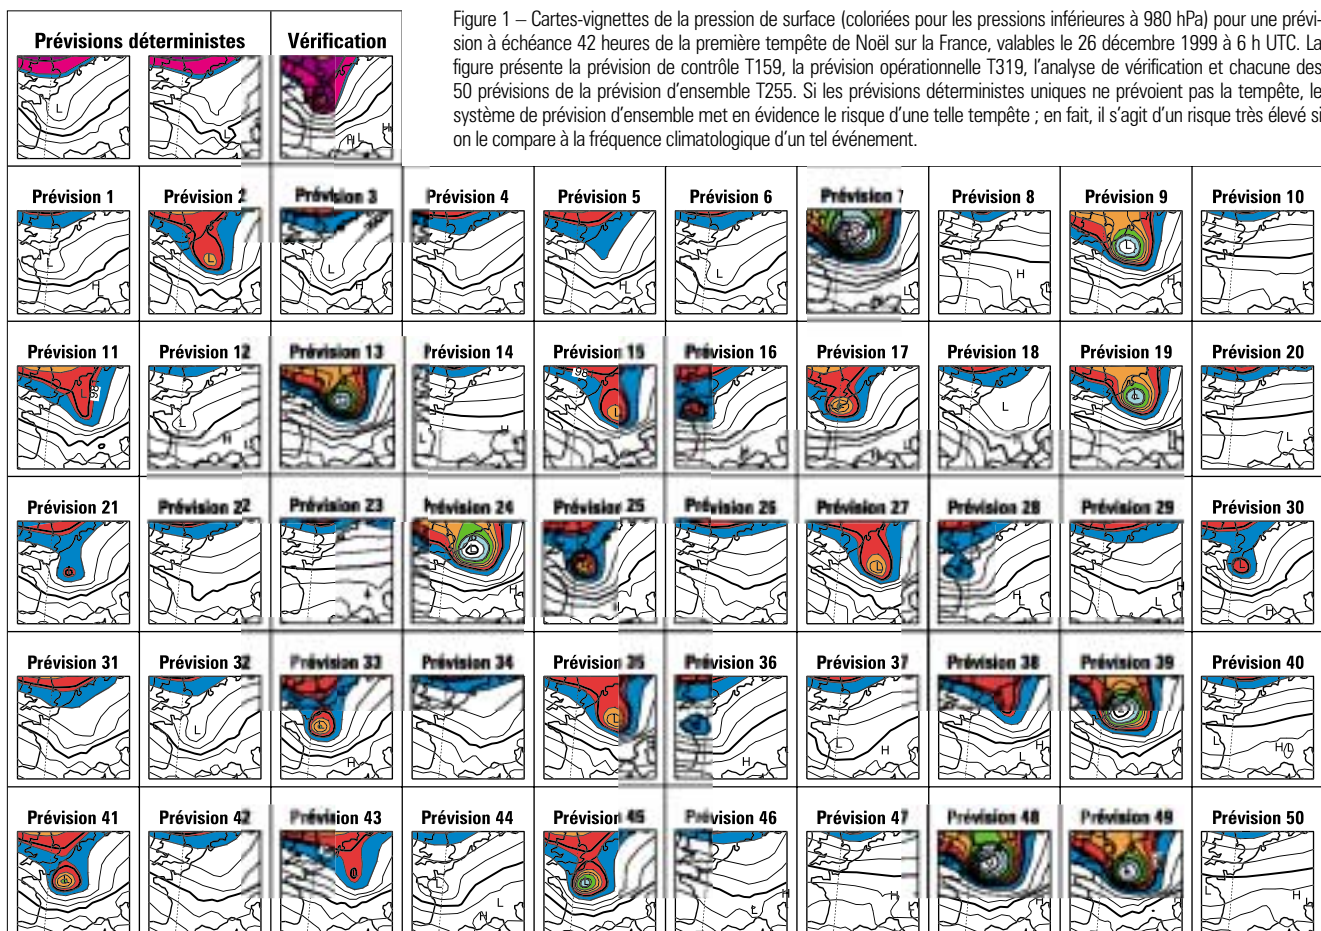 Figure 1 – Cartes-vignettes de la pression de surface (coloriées pour les pressions inférieures à 980 hPa) pour une prévi-
sion à échéance 42 heures de la première tempête de Noël sur la France, valables le 26 décembre 1999 à 6 h UTC. La
figure présente la prévision de contrôle T159, la prévision opérationnelle T319, l'analyse de vérification et chacune des
50 prévisions de la prévision d'ensemble T255. Si les prévisions déterministes uniques ne prévoient pas la tempête, le
système de prévision d'ensemble met en évidence le risque d'une telle tempête ; en fait, il s'agit d'un risque très élevé si
on le compare à la fréquence climatologique d'un tel événement.
Prévisions déterministes Vérification
Prévision 1 Prévision 2 Prévision 3 Prévision 4 Prévision 5 Prévision 6 Prévision 7 Prévision 8 Prévision 9 Prévision 10
Prévision 11 Prévision 12 Prévision 13 Prévision 14 Prévision 15 Prévision 16 Prévision 17 Prévision 18 Prévision 19 Prévision 20
Prévision 21 Prévision 22 Prévision 23 Prévision 24 Prévision 25 Prévision 26 Prévision 27 Prévision 28 Prévision 29 Prévision 30
Prévision 31 Prévision 32 Prévision 33 Prévision 34 Prévision 35 Prévision 36 Prévision 37 Prévision 38 Prévision 39 Prévision 40
Prévision 41 Prévision 42 Prévision 43 Prévision 44 Prévision 45 Prévision 46 Prévision 47 Prévision 48 Prévision 49 Prévision 50